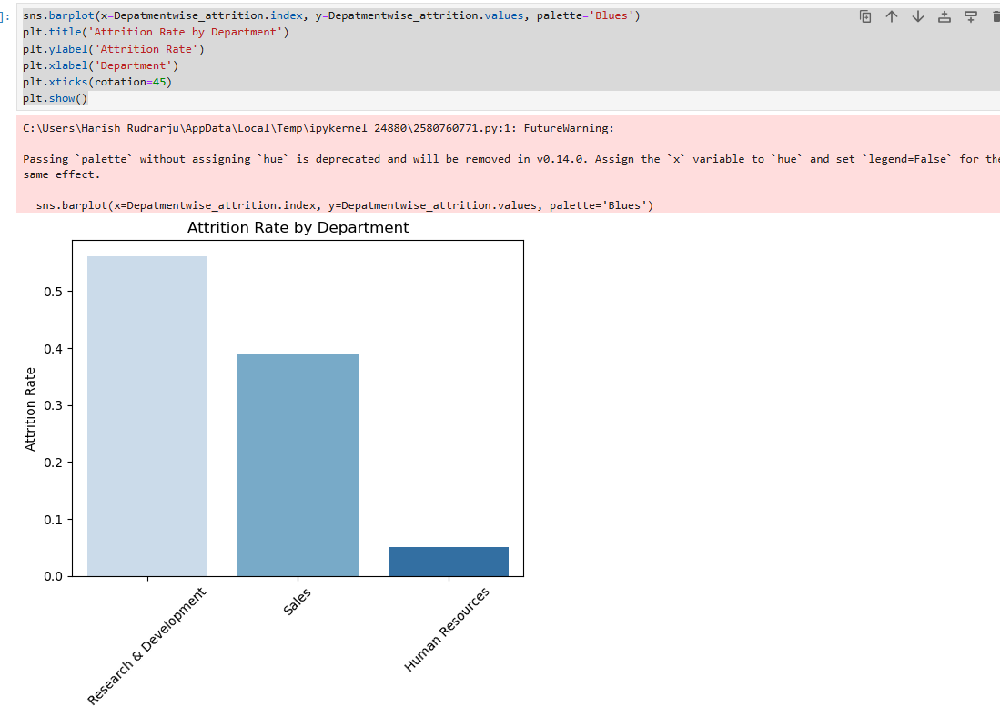 ]:
sns.barplot(x=Depatmentwise_attrition.index, y=Depatmentwise_attrition.values, palette='Blues')
plt.title('Attrition Rate by Department')
plt.ylabel('Attrition Rate')
plt.xlabel('Department')
plt.xticks(rotation=45)
plt.show()
C:\Users\Harish Rudrarju\AppData\Local\Temp\ipykernel_24880\2580760771.py:1: FutureWarning:
Passing `palette` without assigning `hue` is deprecated and will be removed in v0.14.0. Assign the `x` variable to `hue` and set `legend=False` for the
same effect.
sns.barplot(x=Depatmentwise_attrition.index, y=Depatmentwise_attrition.values, palette='Blues')
Attrition Rate by Department
Attrition Rate
0.5
0.4
0.3
0.2
0.1
0.0
Research & Development
Sales
Human Resources